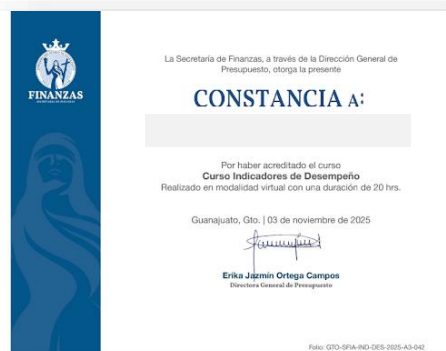 FINANZAS
La Secretaría de Finanzas, a través de la Dirección General de
Presupuesto, otorga la presente
CONSTANCIA A:
Por haber acreditado el curso
Curso Indicadores de Desempeño
Realizado en modalidad virtual con una duración de 20 hrs.
Guanajuato, Gto. | 03 de noviembre de 2025
Erika Jazmín Ortega Campos
Directora General de Presupuesto
Folio: GTO-SFIA-IND-DES-2025-A3-042